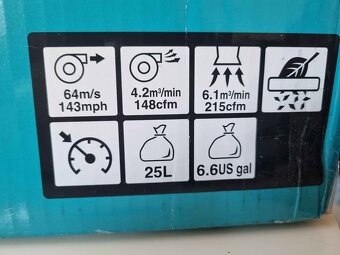 64m/s
143mph
4.2m³/min
148cfm
6.1m³/min
215cfm
25L
6.6US gal